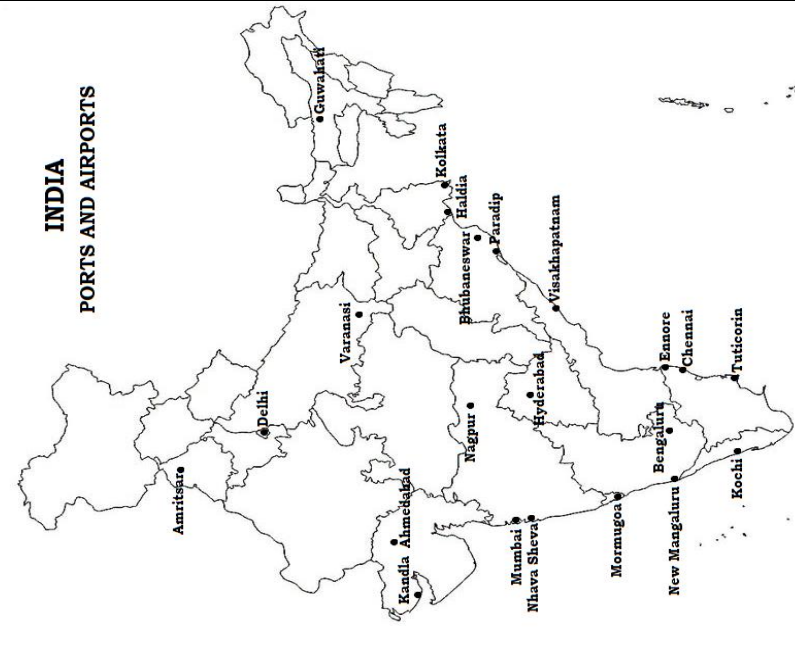 INDIA
PORTS AND AIRPORTS
Guwahati
Kolkata
Haldia
Paradip
Bhubaneswar
Visakhapatnam
Varanasi
Delhi
Amritsar
Ennore
Chennai
Tuticorin
Hyderabad
Nagpur
Bengaluru
Ahmedabad
Kandla
Mumbai
Nhava Sheva
Mormugoa
New Mangaluru
Kochi